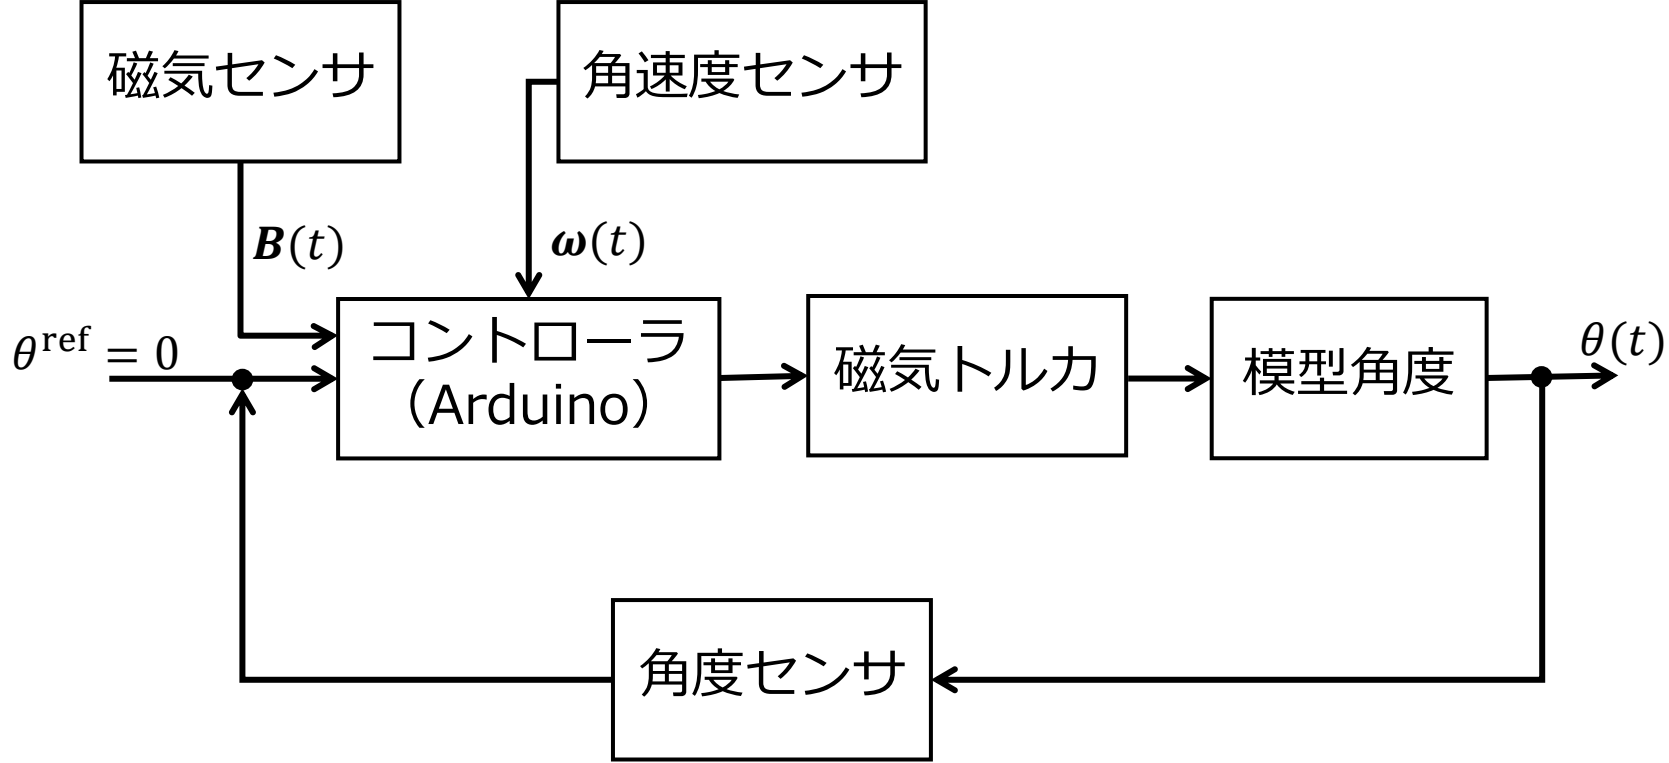 磁気センサ
角速度センサ
𝑩(𝑡)
𝝎(𝑡)
𝜃^ref = 0
コントローラ
(Arduino)
磁気トルカ
模型角度
𝜃(𝑡)
角度センサ